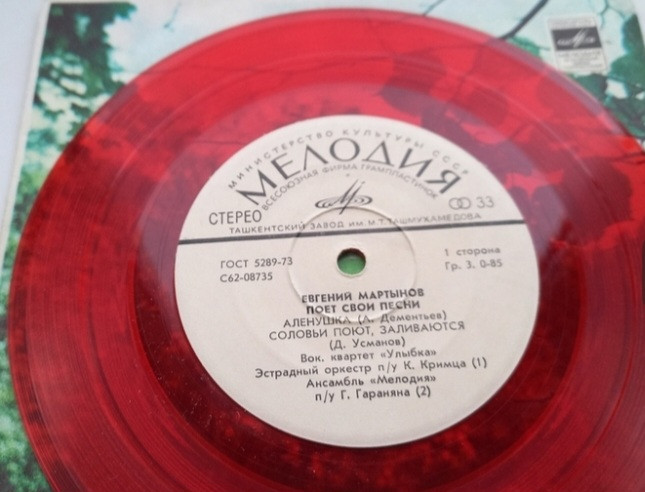 МИНИСТЕРСТВО КУЛЬТУРЫ СССР
МЕЛОДИЯ
ВСЕСОЮЗНАЯ ФИРМА ГРАМПЛАСТИНОК
СТЕРЕО
33
ТАШКЕНТСКИЙ ЗАВОД ИМ. М.Т. ТАШМУХАМЕДОВА
ГОСТ 5289-73
1 сторона
С62-08735
Гр. 3. 0-85
ЕВГЕНИЙ МАРТЫНОВ
ПОЕТ СВОИ ПЕСНИ
АЛЕНУШКА (А. Дементьев)
СОЛОВЬИ ПОЮТ, ЗАЛИВАЮТСЯ
(Д. Усманов)
Вок. квартет «Улыбка»
Эстрадный оркестр п/у К. Кримца (1)
Ансамбль «Мелодия»
п/у Г. Гараняна (2)